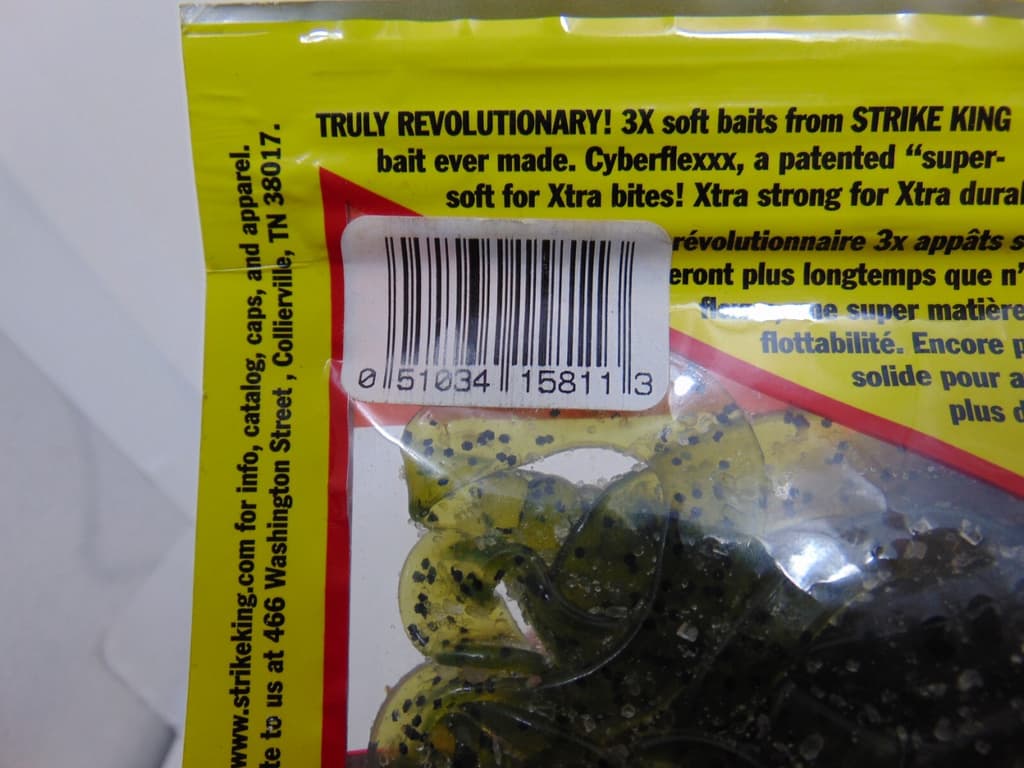 TRULY REVOLUTIONARY! 3X soft baits from STRIKE KING
bait ever made. Cyberflexxx, a patented “super-
soft for Xtra bites! Xtra strong for Xtra
révolutionnaire 3x appâts
plus longtemps que
super matière
flottabilité. Encore
solide pour
plus
0 51034 15811 3
www.strikeking.com for info, catalog, caps, and apparel.
to us at 466 Washington Street , Collierville, TN 38017.